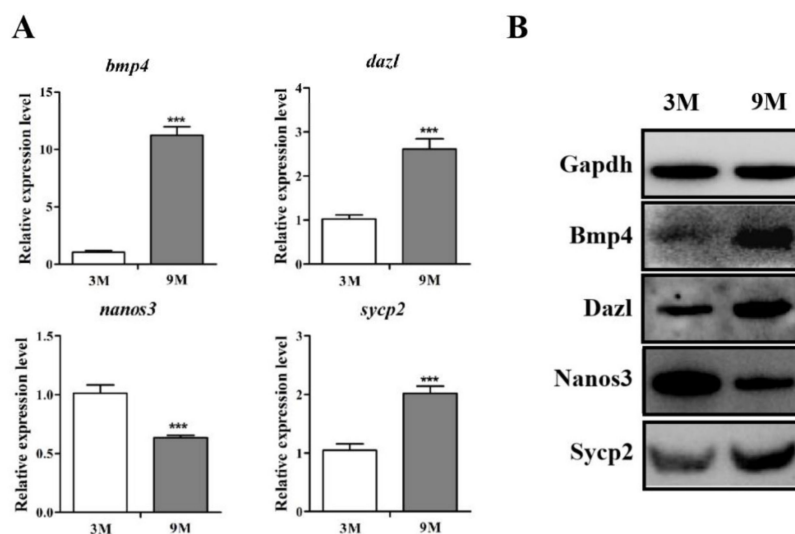 A
bmp4
Relative expression level
15
10
5
0
***
3M
9M
dazl
Relative expression level
4
3
2
1
0
***
3M
9M
nanos3
Relative expression level
1.5
1.0
0.5
0.0
***
3M
9M
sycp2
Relative expression level
3
2
1
0
***
3M
9M
B
3M 9M
Gapdh
Bmp4
Dazl
Nanos3
Sycp2